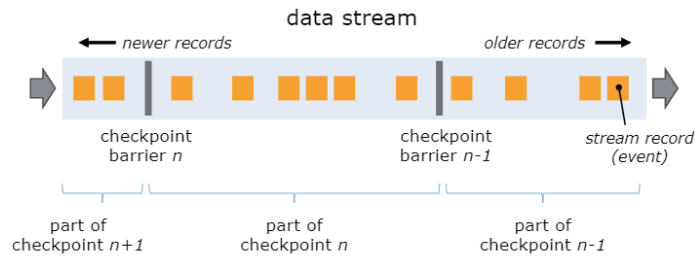 data stream
newer records
older records
checkpoint
barrier n
checkpoint
barrier n-1
stream record
(event)
part of
checkpoint n+1
part of
checkpoint n
part of
checkpoint n-1